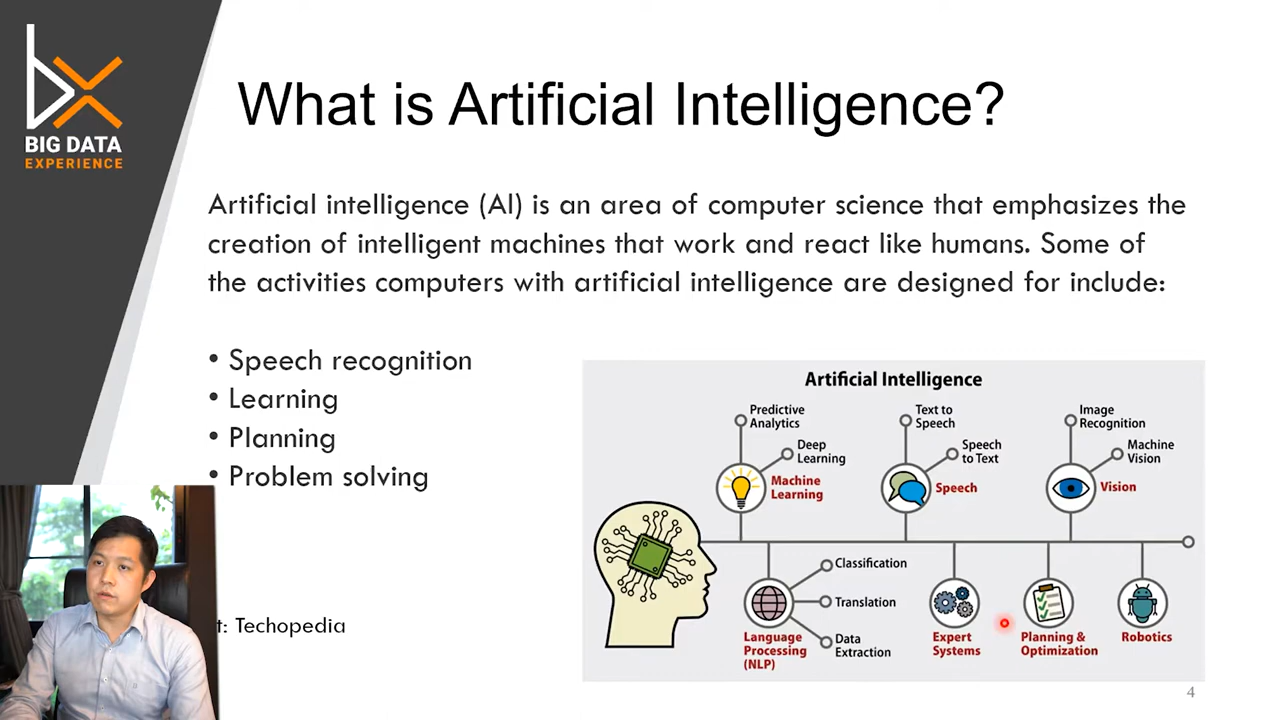 BIG DATA
EXPERIENCE
What is Artificial Intelligence?
Artificial intelligence (AI) is an area of computer science that emphasizes the
creation of intelligent machines that work and react like humans. Some of
the activities computers with artificial intelligence are designed for include:
• Speech recognition
• Learning
• Planning
• Problem solving
Techopedia
Artificial Intelligence
Predictive
Analytics
Deep
Learning
Machine
Learning
Text to
Speech
Speech
to Text
Speech
Image
Recognition
Machine
Vision
Vision
Classification
Translation
Data
Extraction
Language
Processing
(NLP)
Expert
Systems
Planning &
Optimization
Robotics
4